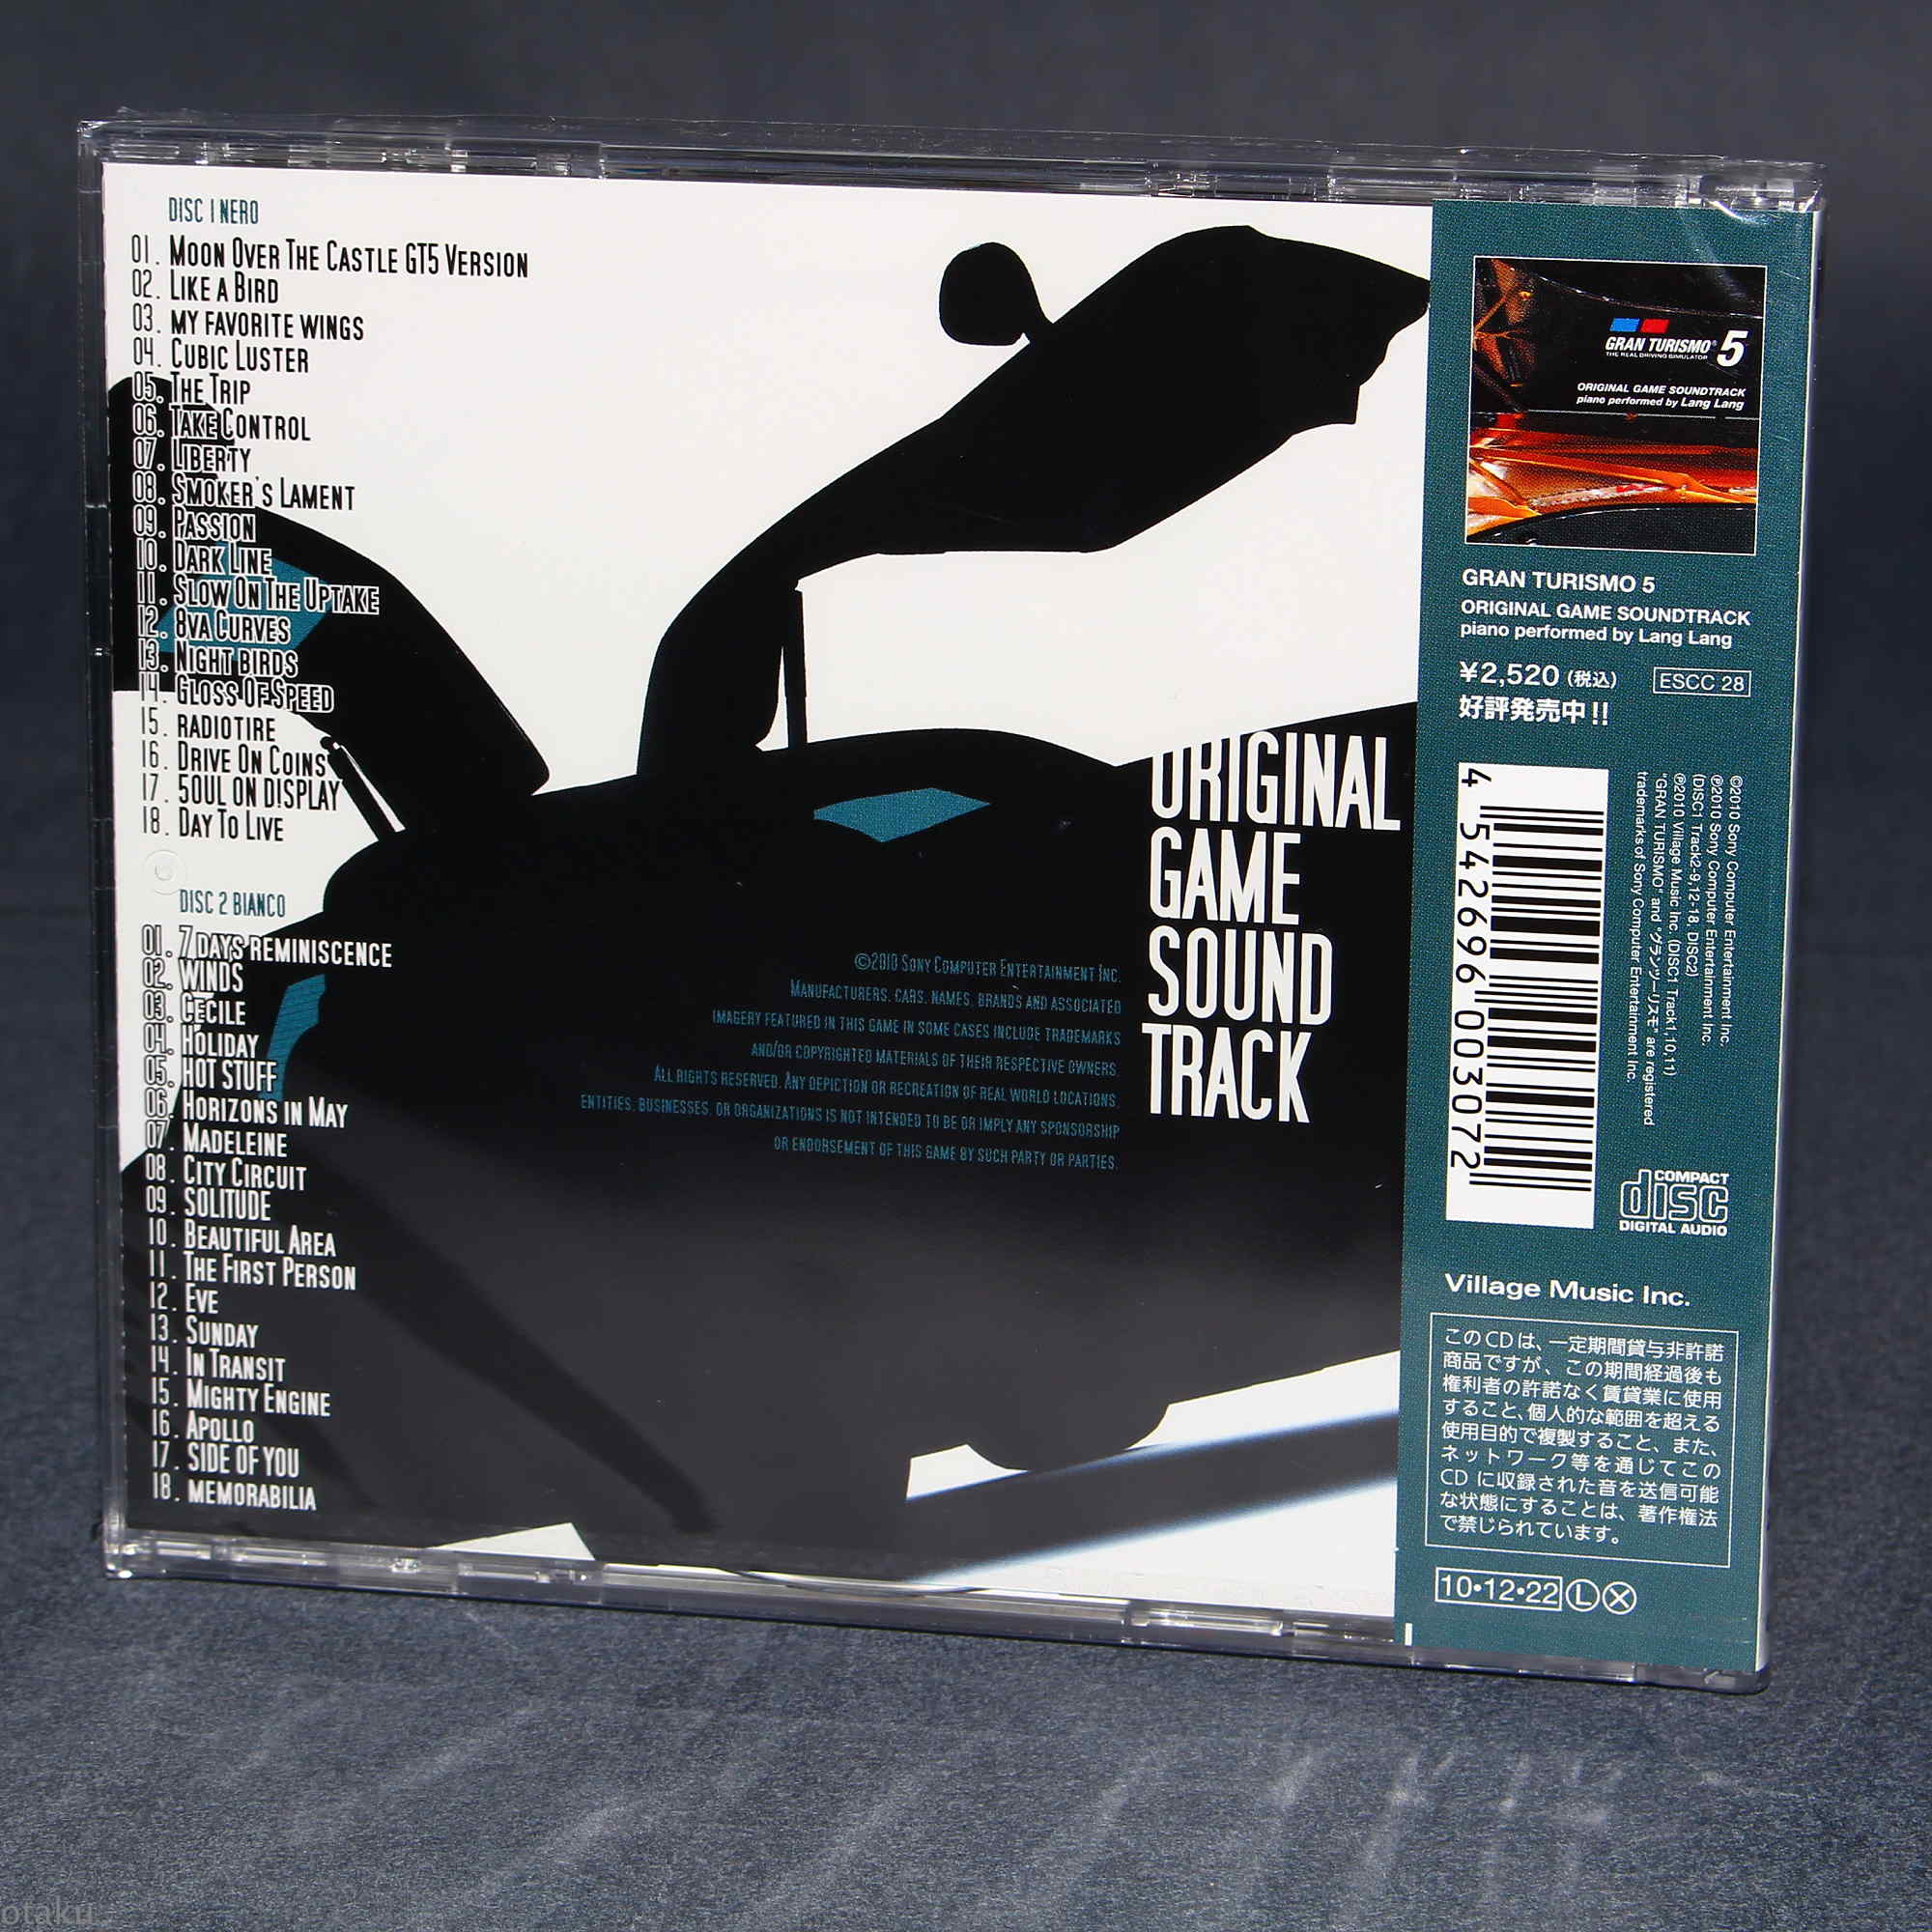 DISC 1 NERO
01. MOON OVER THE CASTLE GT5 VERSION
02. LIKE A BIRD
03. MY FAVORITE WINGS
04. CUBIC LUSTER
05. THE TRIP
06. TAKE CONTROL
07. LIBERTY
08. SMOKER'S LAMENT
09. PASSION
10. DARK LINE
11. SLOW ON THE UPTAKE
12. 8VA CURVES
13. NIGHT BIRDS
14. GLOSS OF SPEED
15. RADIOTIRE
16. DRIVE ON COINS
17. 5OUL ON D!SPLAY
18. DAY TO LIVE
DISC 2 BIANCO
01. 7 DAYS REMINISCENCE
02. WINDS
03. CÉCILE
04. HOLIDAY
05. HOT STUFF
06. HORIZONS IN MAY
07. MADELEINE
08. CITY CIRCUIT
09. SOLITUDE
10. BEAUTIFUL AREA
11. THE FIRST PERSON
12. EVE
13. SUNDAY
14. IN TRANSIT
15. MIGHTY ENGINE
16. APOLLO
17. SIDE OF YOU
18. MEMORABILIA
ORIGINAL
GAME
SOUND
TRACK
©2010 SONY COMPUTER ENTERTAINMENT INC.
MANUFACTURERS, CARS, NAMES, BRANDS AND ASSOCIATED
IMAGERY FEATURED IN THIS GAME IN SOME CASES INCLUDE TRADEMARKS
AND/OR COPYRIGHTED MATERIALS OF THEIR RESPECTIVE OWNERS.
ALL RIGHTS RESERVED. ANY DEPICTION OR RECREATION OF REAL WORLD LOCATIONS,
ENTITIES, BUSINESSES, OR ORGANIZATIONS IS NOT INTENDED TO BE OR IMPLY ANY SPONSORSHIP
OR ENDORSEMENT OF THIS GAME BY SUCH PARTY OR PARTIES.
GRAN TURISMO® 5
THE REAL DRIVING SIMULATOR
ORIGINAL GAME SOUNDTRACK
piano performed by Lang Lang
GRAN TURISMO 5
ORIGINAL GAME SOUNDTRACK
piano performed by Lang Lang
¥2,520 (税込) ESCC 28
好評発売中!!
©2010 Sony Computer Entertainment Inc.
℗2010 Sony Computer Entertainment Inc.
(DISC1 Track2-9,12-18, DISC2)
℗2010 Village Music Inc. (DISC1 Track1,10,11)
"GRAN TURISMO" and "グランツーリスモ" are registered
trademarks of Sony Computer Entertainment Inc.
4 542696 003072
COMPACT
disc
DIGITAL AUDIO
Village Music Inc.
このCDは、一定期間貸与非許諾
商品ですが、この期間経過後も
権利者の許諾なく賃貸業に使用
すること、個人的な範囲を超える
使用目的で複製すること、また、
ネットワーク等を通じてこの
CDに収録された音を送信可能
な状態にすることは、著作権法
で禁じられています。
10•12•22 L X
otaku